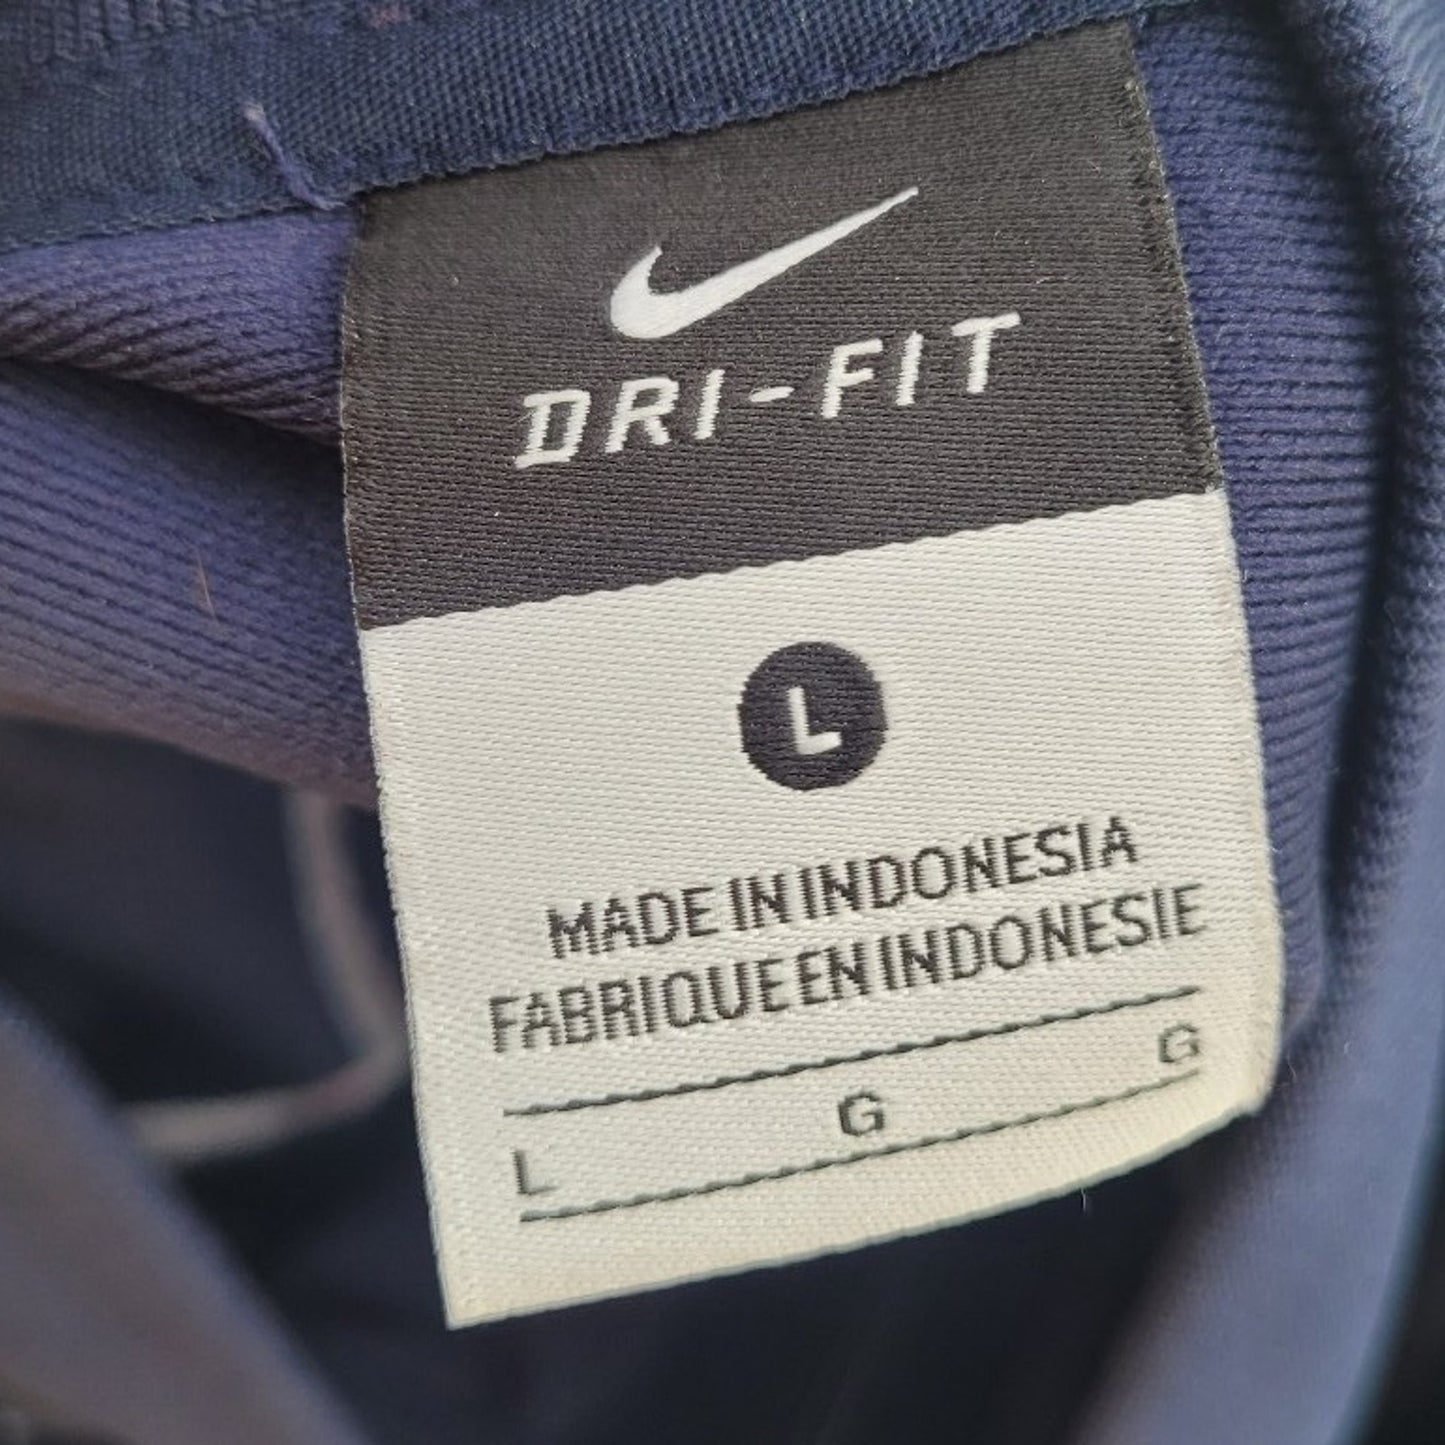 DRI-FIT
L
MADE IN INDONESIA
FABRIQUE EN INDONESIE
L G G